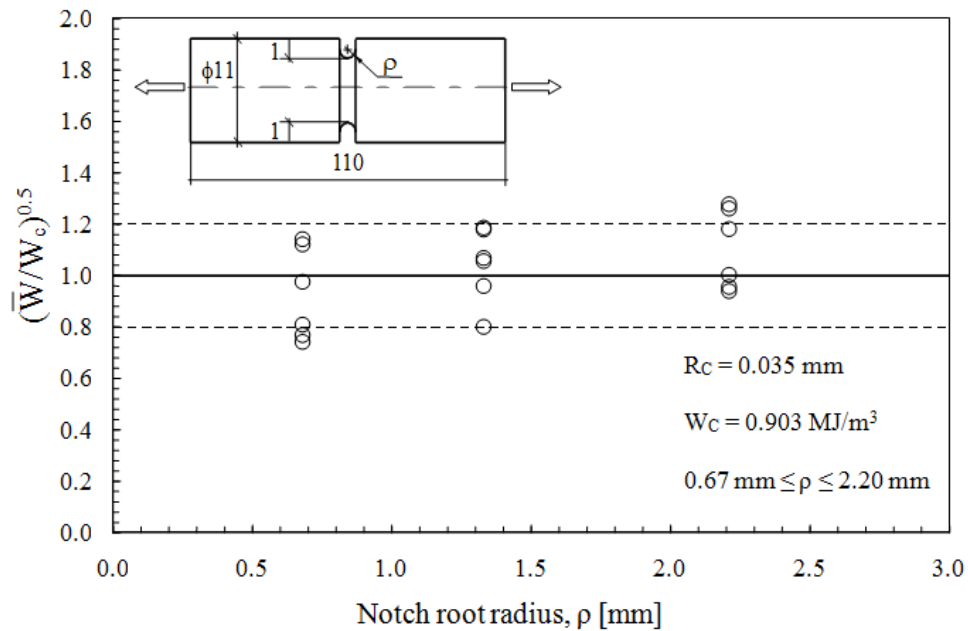 2.0
1.8
1.6
1.4
1.2
1.0
0.8
0.6
0.4
0.2
0.0
(W̅/Wc)0.5
1
ϕ11
ρ
1
110
RC = 0.035 mm
WC = 0.903 MJ/m³
0.67 mm ≤ ρ ≤ 2.20 mm
0.0 0.5 1.0 1.5 2.0 2.5 3.0
Notch root radius, ρ [mm]